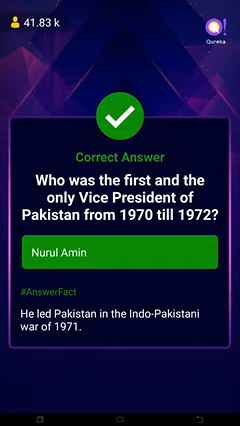 41.83 k
Q!
Qureka
Correct Answer
Who was the first and the
only Vice President of
Pakistan from 1970 till 1972?
Nurul Amin
#AnswerFact
He led Pakistan in the Indo-Pakistani
war of 1971.